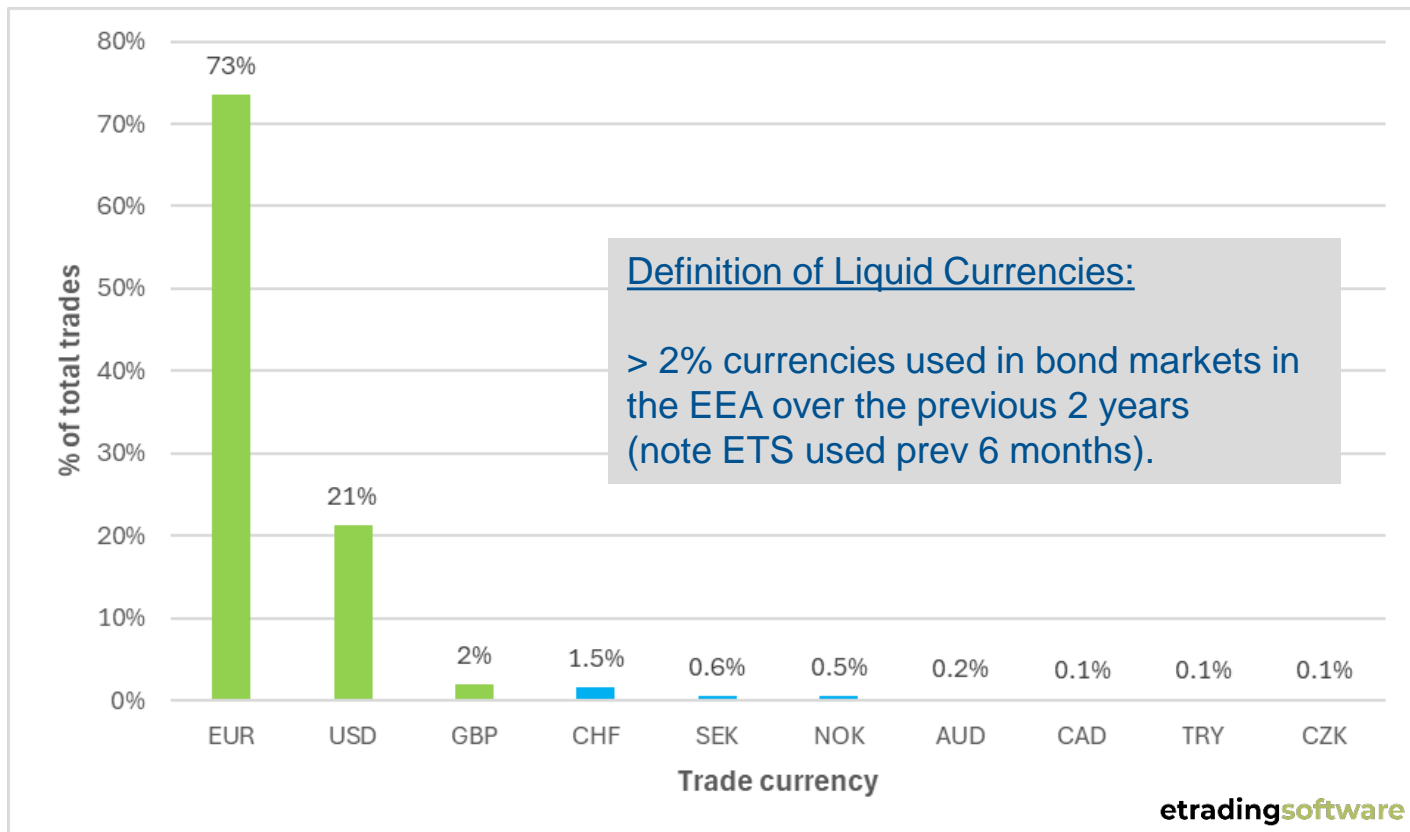 80%
73%
70%
60%
Definition of Liquid Currencies:
50%
> 2% currencies used in bond markets in
40%
the EEA over the previous 2 years
(note ETS used prev 6 months).
30%
% of total trades
21%
20%
10%
2%
1.5%
0.6%
0.5%
0.2%
0.1%
0.1%
0.1%
0%
EUR
USD
GBP
CHF
SEK
NOK
AUD
CAD
TRY
CZK
Trade currency
etradingsoftware